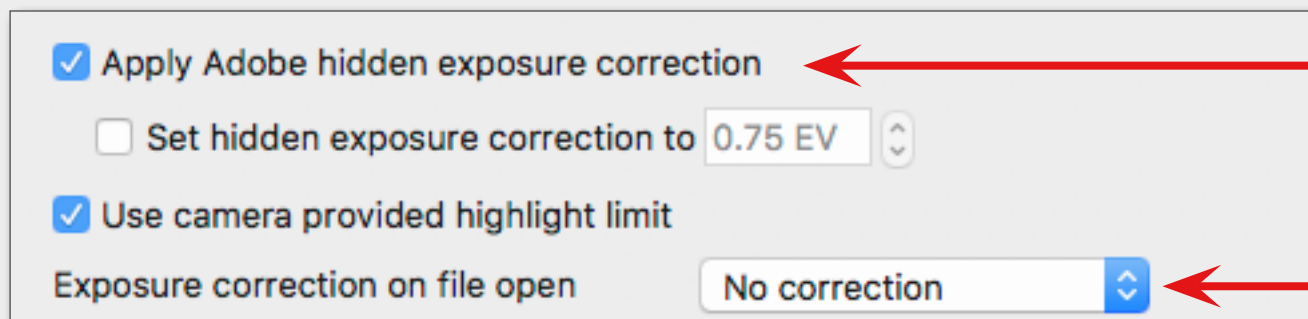 Apply Adobe hidden exposure correction
Set hidden exposure correction to 0.75 EV
Use camera provided highlight limit
Exposure correction on file open No correction